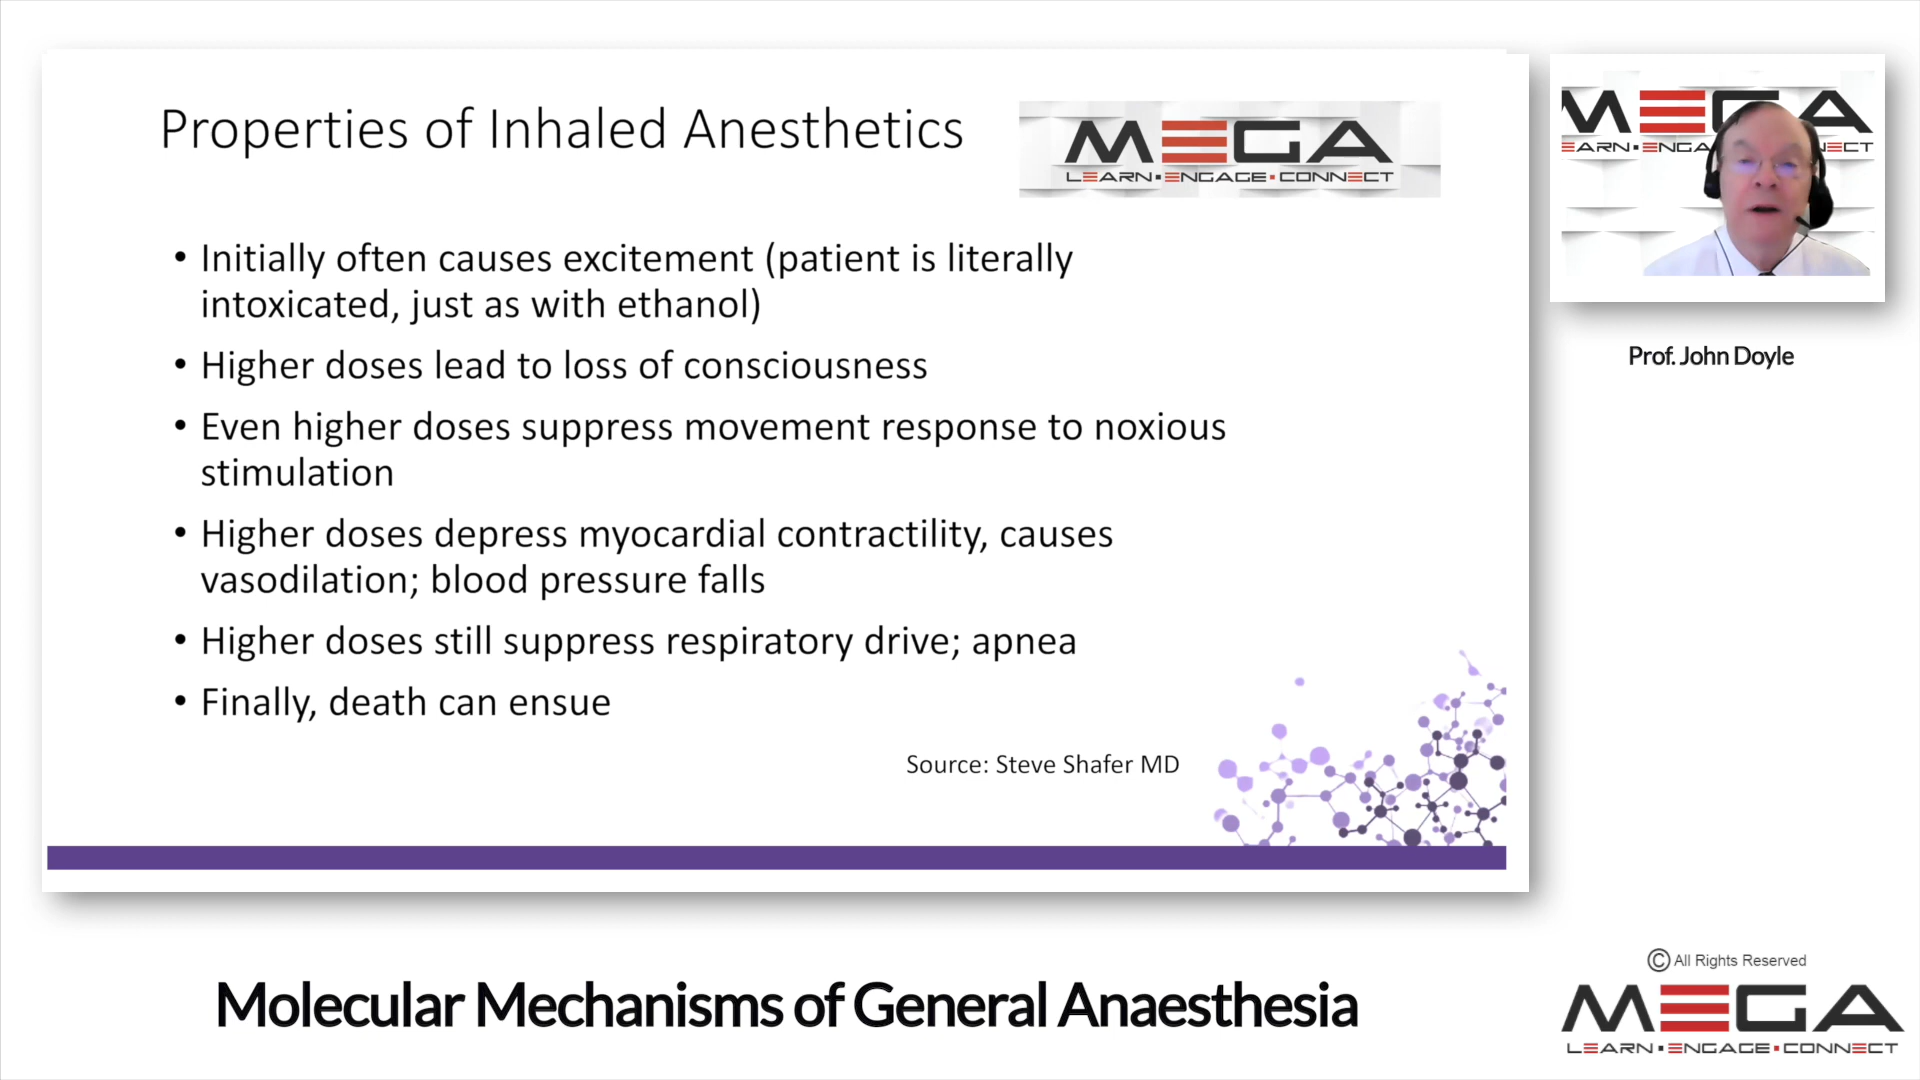 Properties of Inhaled Anesthetics
MEGA
LEARN▪ENGAGE▪CONNECT
• Initially often causes excitement (patient is literally
intoxicated, just as with ethanol)
• Higher doses lead to loss of consciousness
• Even higher doses suppress movement response to noxious
stimulation
• Higher doses depress myocardial contractility, causes
vasodilation; blood pressure falls
• Higher doses still suppress respiratory drive; apnea
• Finally, death can ensue
Source: Steve Shafer MD
Prof. John Doyle
Molecular Mechanisms of General Anaesthesia
© All Rights Reserved
MEGA
LEARN▪ENGAGE▪CONNECT